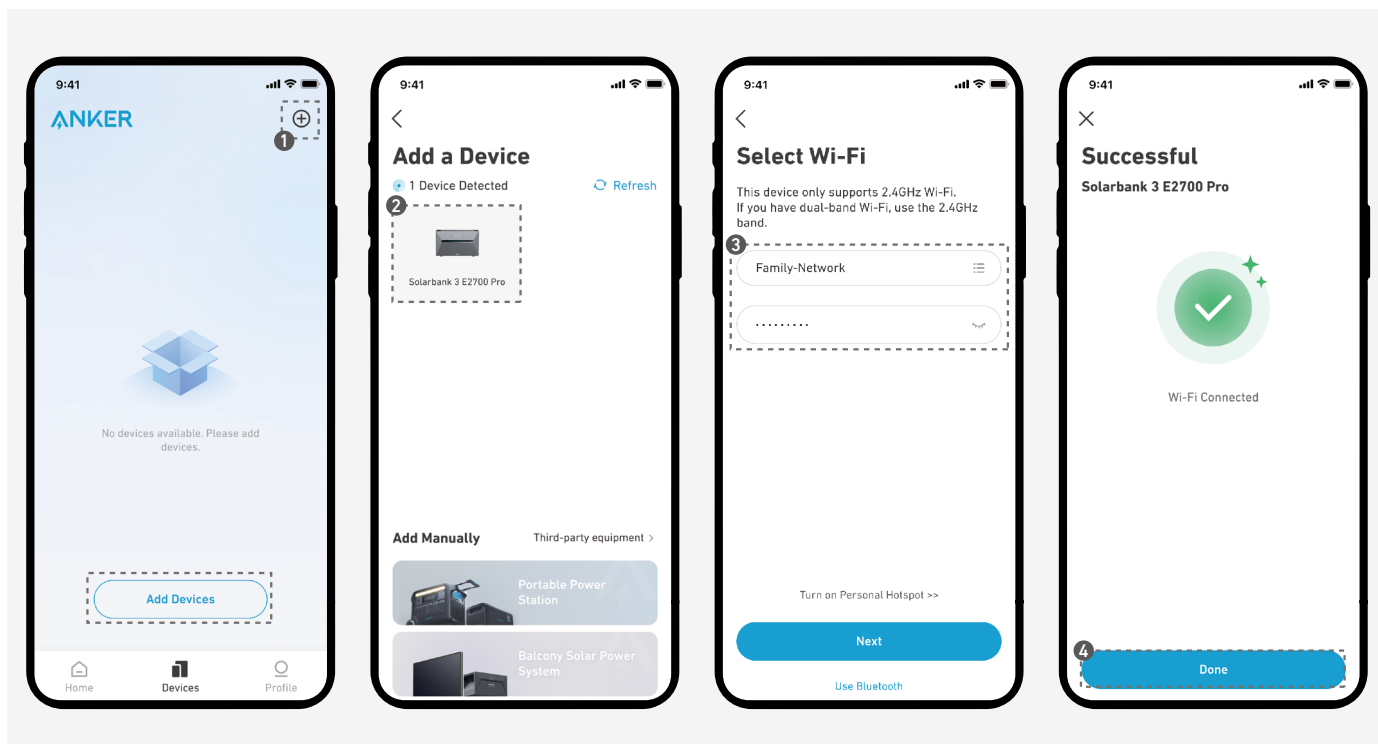 9:41
ANKER
1
No devices available. Please add
devices.
Add Devices
Home
Devices
Profile
9:41
Add a Device
1 Device Detected
Refresh
2
Solarbank 3 E2700 Pro
Add Manually
Third-party equipment >
Portable Power
Station
Balcony Solar Power
System
9:41
Select Wi-Fi
This device only supports 2.4GHz Wi-Fi.
If you have dual-band Wi-Fi, use the 2.4GHz
band.
3
Family-Network
·········
Turn on Personal Hotspot >>
Next
Use Bluetooth
9:41
Successful
Solarbank 3 E2700 Pro
Wi-Fi Connected
4
Done